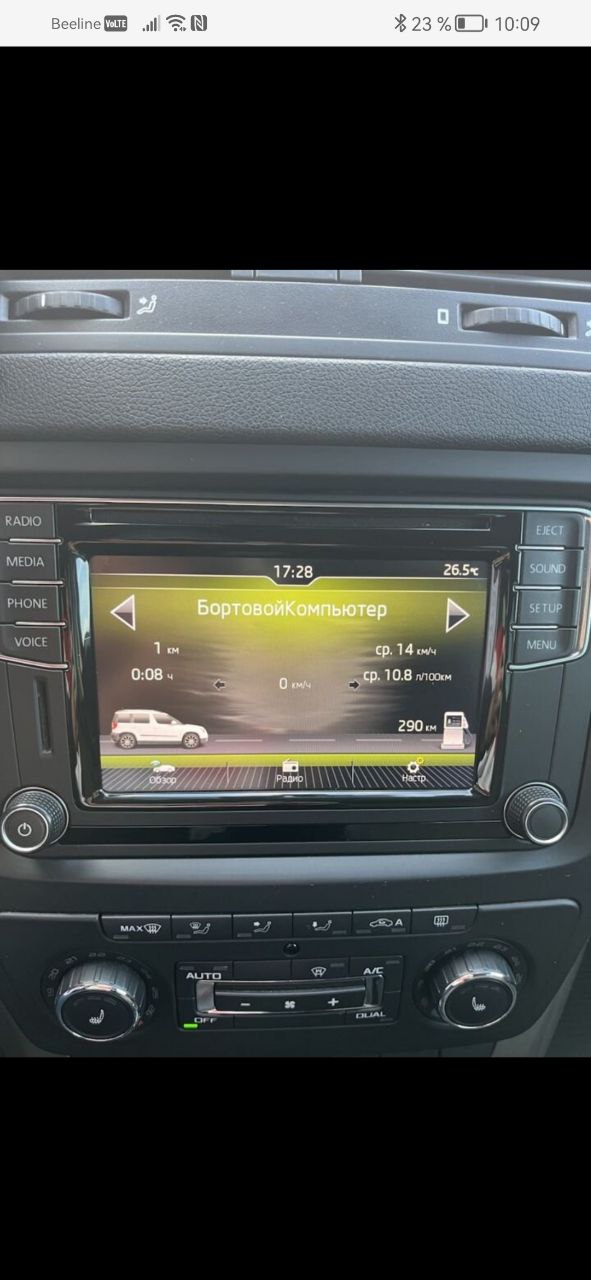 Beeline VoLTE 23 % 10:09
RADIO
MEDIA
PHONE
VOICE
EJECT
SOUND
SETUP
MENU
17:28 26.5°C
БортовойКомпьютер
1 км ср. 14 км/ч
0:08 ч 0 км/ч ср. 10.8 л/100км
290 км
Обзор Радио Настр.
MAX A
AUTO A/C
- +
OFF DUAL